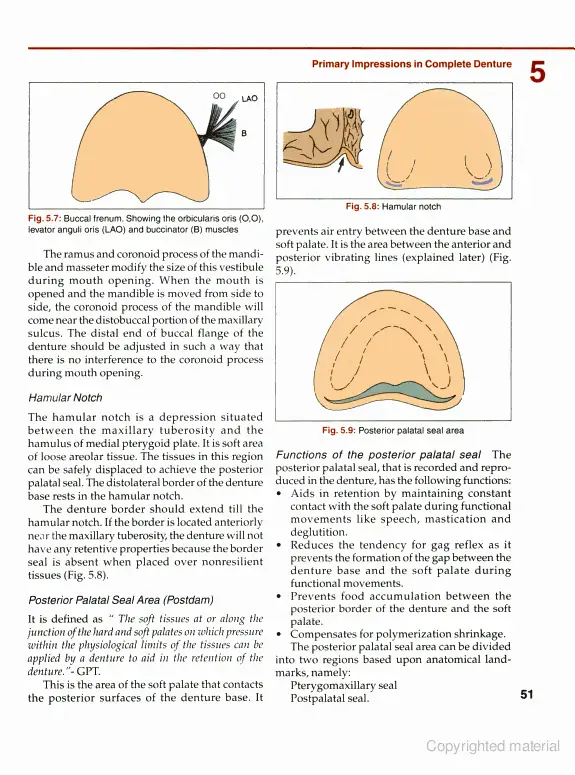 Primary Impressions in Complete Denture
5
OO
LAO
B
Fig. 5.7: Buccal frenum. Showing the orbicularis oris (O,O),
levator anguli oris (LAO) and buccinator (B) muscles
The ramus and coronoid process of the mandi-
ble and masseter modify the size of this vestibule
during mouth opening. When the mouth is
opened and the mandible is moved from side to
side, the coronoid process of the mandible will
come near the distobuccal portion of the maxillary
sulcus. The distal end of buccal flange of the
denture should be adjusted in such a way that
there is no interference to the coronoid process
during mouth opening.
Hamular Notch
The hamular notch is a depression situated
between the maxillary tuberosity and the
hamulus of medial pterygoid plate. It is soft area
of loose areolar tissue. The tissues in this region
can be safely displaced to achieve the posterior
palatal seal. The distolateral border of the denture
base rests in the hamular notch.
The denture border should extend till the
hamular notch. If the border is located anteriorly
near the maxillary tuberosity, the denture will not
have any retentive properties because the border
seal is absent when placed over nonresilient
tissues (Fig. 5.8).
Posterior Palatal Seal Area (Postdam)
It is defined as " The soft tissues at or along the
junction of the hard and soft palates on which pressure
within the physiological limits of the tissues can be
applied by a denture to aid in the retention of the
denture."- GPT.
This is the area of the soft palate that contacts
the posterior surfaces of the denture base. It
Fig. 5.8: Hamular notch
prevents air entry between the denture base and
soft palate. It is the area between the anterior and
posterior vibrating lines (explained later) (Fig.
5.9).
Fig. 5.9: Posterior palatal seal area
Functions of the posterior palatal seal The
posterior palatal seal, that is recorded and repro-
duced in the denture, has the following functions:
• Aids in retention by maintaining constant
contact with the soft palate during functional
movements like speech, mastication and
deglutition.
• Reduces the tendency for gag reflex as it
prevents the formation of the gap between the
denture base and the soft palate during
functional movements.
• Prevents food accumulation between the
posterior border of the denture and the soft
palate.
• Compensates for polymerization shrinkage.
The posterior palatal seal area can be divided
into two regions based upon anatomical land-
marks, namely:
Pterygomaxillary seal
Postpalatal seal.
51
Copyrighted material